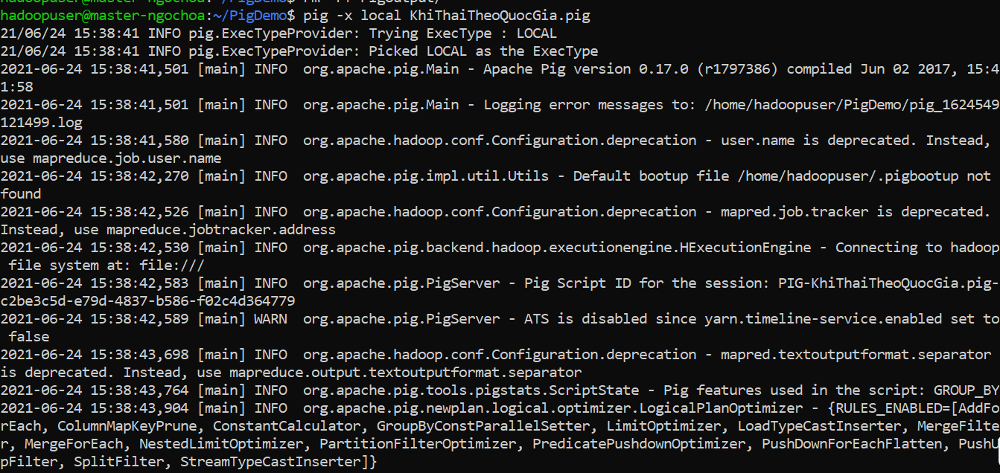 hadoopuser@master-ngochoa:~/PigDemo$
hadoopuser@master-ngochoa:~/PigDemo$ pig -x local KhiThaiTheoQuocGia.pig
21/06/24 15:38:41 INFO pig.ExecTypeProvider: Trying ExecType : LOCAL
21/06/24 15:38:41 INFO pig.ExecTypeProvider: Picked LOCAL as the ExecType
2021-06-24 15:38:41,501 [main] INFO  org.apache.pig.Main - Apache Pig version 0.17.0 (r1797386) compiled Jun 02 2017, 15:4
1:58
2021-06-24 15:38:41,501 [main] INFO  org.apache.pig.Main - Logging error messages to: /home/hadoopuser/PigDemo/pig_1624549
121499.log
2021-06-24 15:38:41,580 [main] INFO  org.apache.hadoop.conf.Configuration.deprecation - user.name is deprecated. Instead,
use mapreduce.job.user.name
2021-06-24 15:38:42,270 [main] INFO  org.apache.pig.impl.util.Utils - Default bootup file /home/hadoopuser/.pigbootup not
found
2021-06-24 15:38:42,526 [main] INFO  org.apache.hadoop.conf.Configuration.deprecation - mapred.job.tracker is deprecated.
Instead, use mapreduce.jobtracker.address
2021-06-24 15:38:42,530 [main] INFO  org.apache.pig.backend.hadoop.executionengine.HExecutionEngine - Connecting to hadoop
 file system at: file:///
2021-06-24 15:38:42,583 [main] INFO  org.apache.pig.PigServer - Pig Script ID for the session: PIG-KhiThaiTheoQuocGia.pig-
c2be3c5d-e79d-4837-b586-f02c4d364779
2021-06-24 15:38:42,589 [main] WARN  org.apache.pig.PigServer - ATS is disabled since yarn.timeline-service.enabled set to
 false
2021-06-24 15:38:43,698 [main] INFO  org.apache.hadoop.conf.Configuration.deprecation - mapred.textoutputformat.separator
is deprecated. Instead, use mapreduce.output.textoutputformat.separator
2021-06-24 15:38:43,764 [main] INFO  org.apache.pig.tools.pigstats.ScriptState - Pig features used in the script: GROUP_BY
2021-06-24 15:38:43,904 [main] INFO  org.apache.pig.newplan.logical.optimizer.LogicalPlanOptimizer - {RULES_ENABLED=[AddFo
rEach, ColumnMapKeyPrune, ConstantCalculator, GroupByConstParallelSetter, LimitOptimizer, LoadTypeCastInserter, MergeFilte
r, MergeForEach, NestedLimitOptimizer, PartitionFilterOptimizer, PredicatePushdownOptimizer, PushDownForEachFlatten, PushU
pFilter, SplitFilter, StreamTypeCastInserter]}